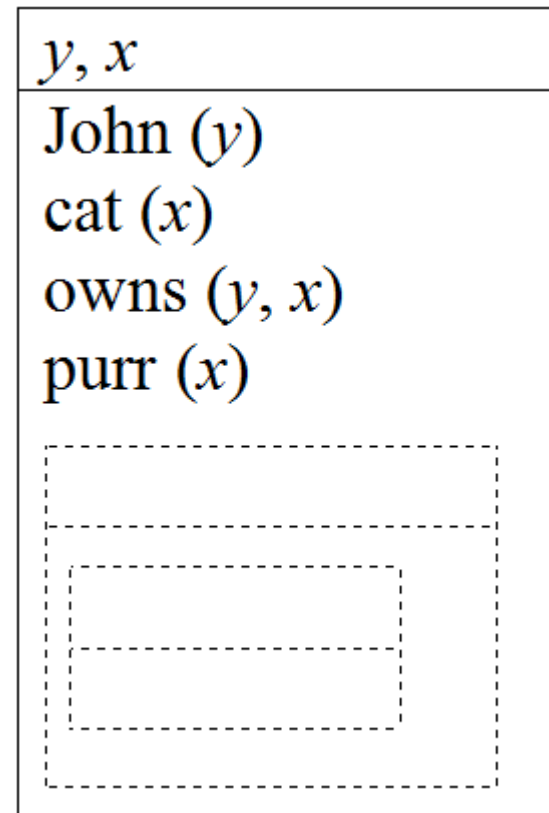 y, x
John (y)
cat (x)
owns (y, x)
purr (x)